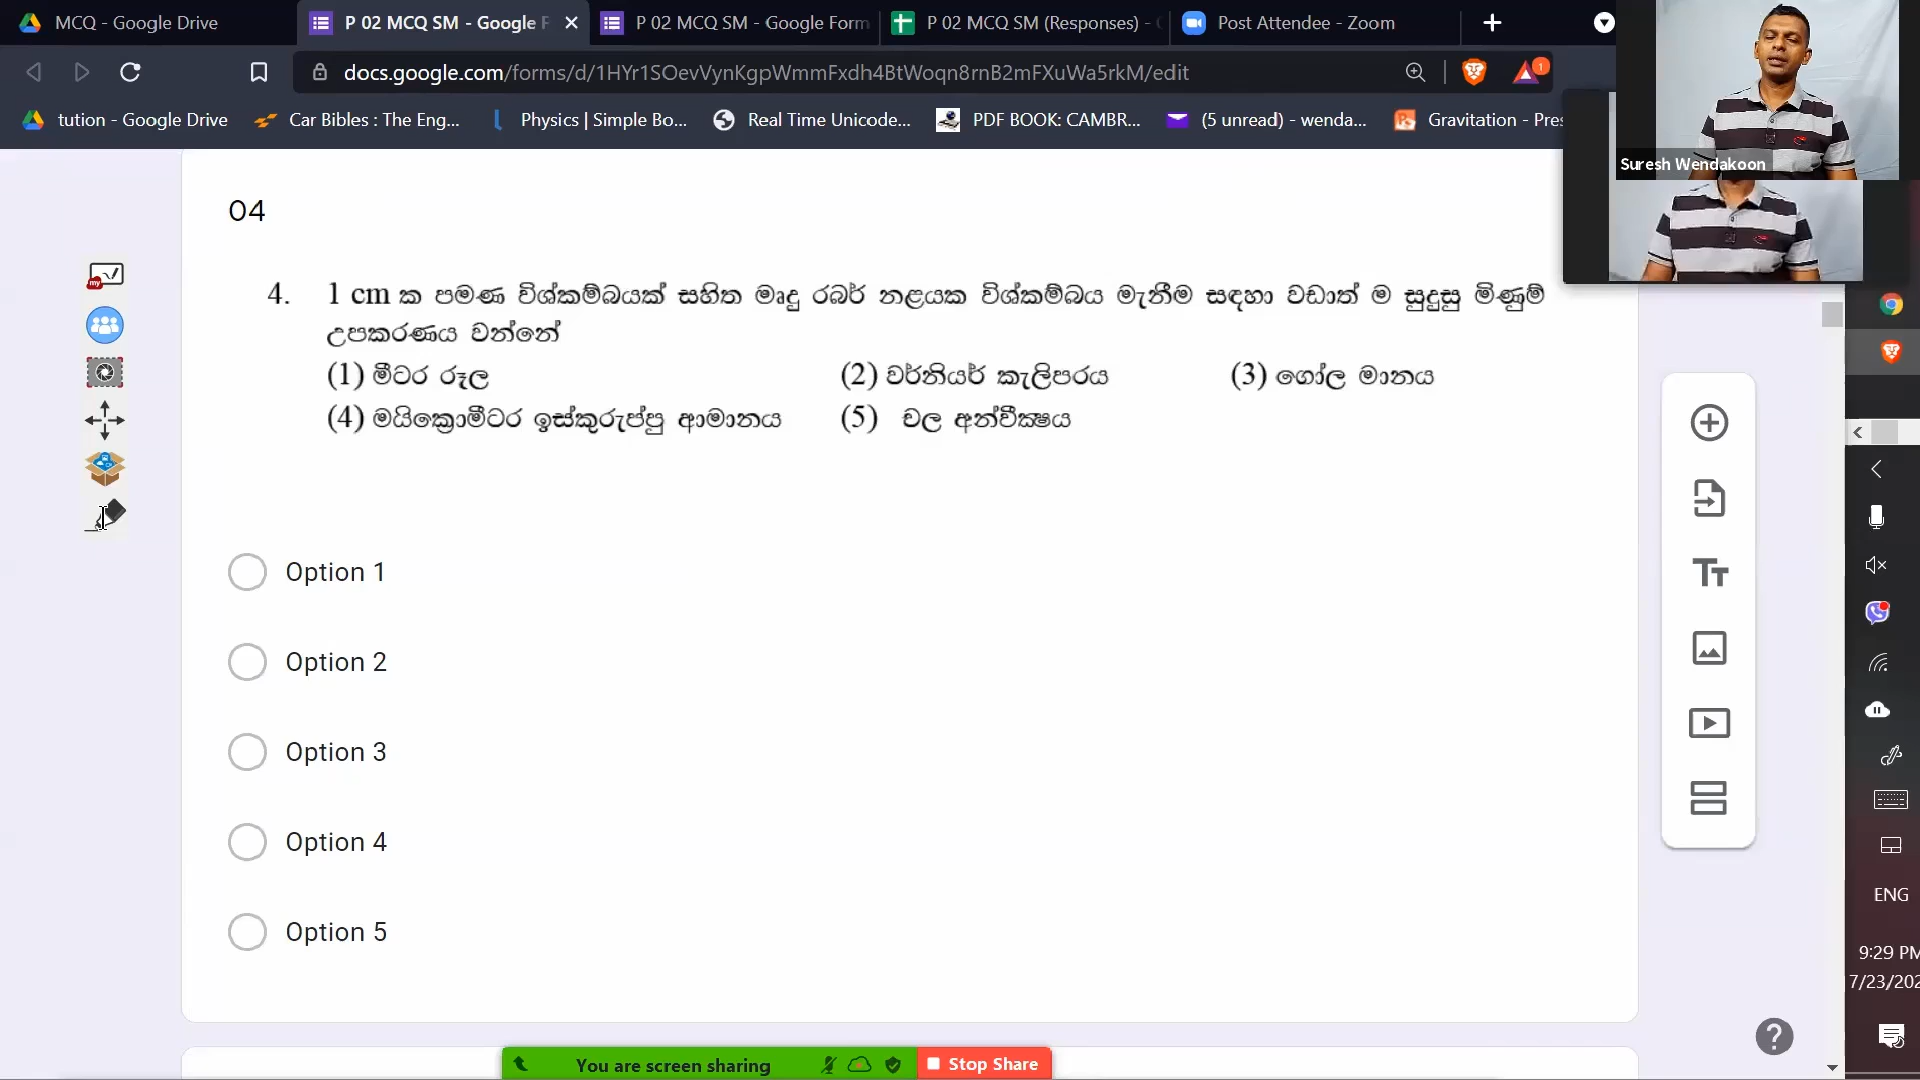 MCQ - Google Drive
P 02 MCQ SM - Google F
P 02 MCQ SM - Google Form
P 02 MCQ SM (Responses) -
Post Attendee - Zoom
docs.google.com/forms/d/1HYr1SOevVynKgpWmmFxdh4BtWoqn8rnB2mFXuWa5rkM/edit
1
tution - Google Drive
Car Bibles : The Eng...
Physics | Simple Bo...
Real Time Unicode...
PDF BOOK: CAMBR...
(5 unread) - wenda...
Gravitation - Pres
Suresh Wendakoon
04
4. 1 cm ක පමණ විශ්කම්බයක් සහිත මෘදු රබර් නළයක විශ්කම්බය මැනීම සඳහා වඩාත් ම සුදුසු මිණුම්
උපකරණය වන්නේ
(1) මීටර රූල (2) වර්නියර් කැලිපරය (3) ගෝල මානය
(4) මයික්‍රොමීටර ඉස්කුරුප්පු ආමානය (5) චල අන්වීක්‍ෂය
Option 1
Option 2
Option 3
Option 4
Option 5
ENG
9:29 PM
7/23/202
You are screen sharing
Stop Share